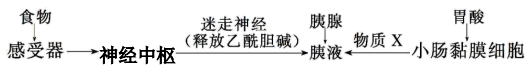 食物 迷走神经 胰腺 胃酸
(释放乙酰胆碱) 物质 X
感受器 神经中枢 胰液 小肠黏膜细胞